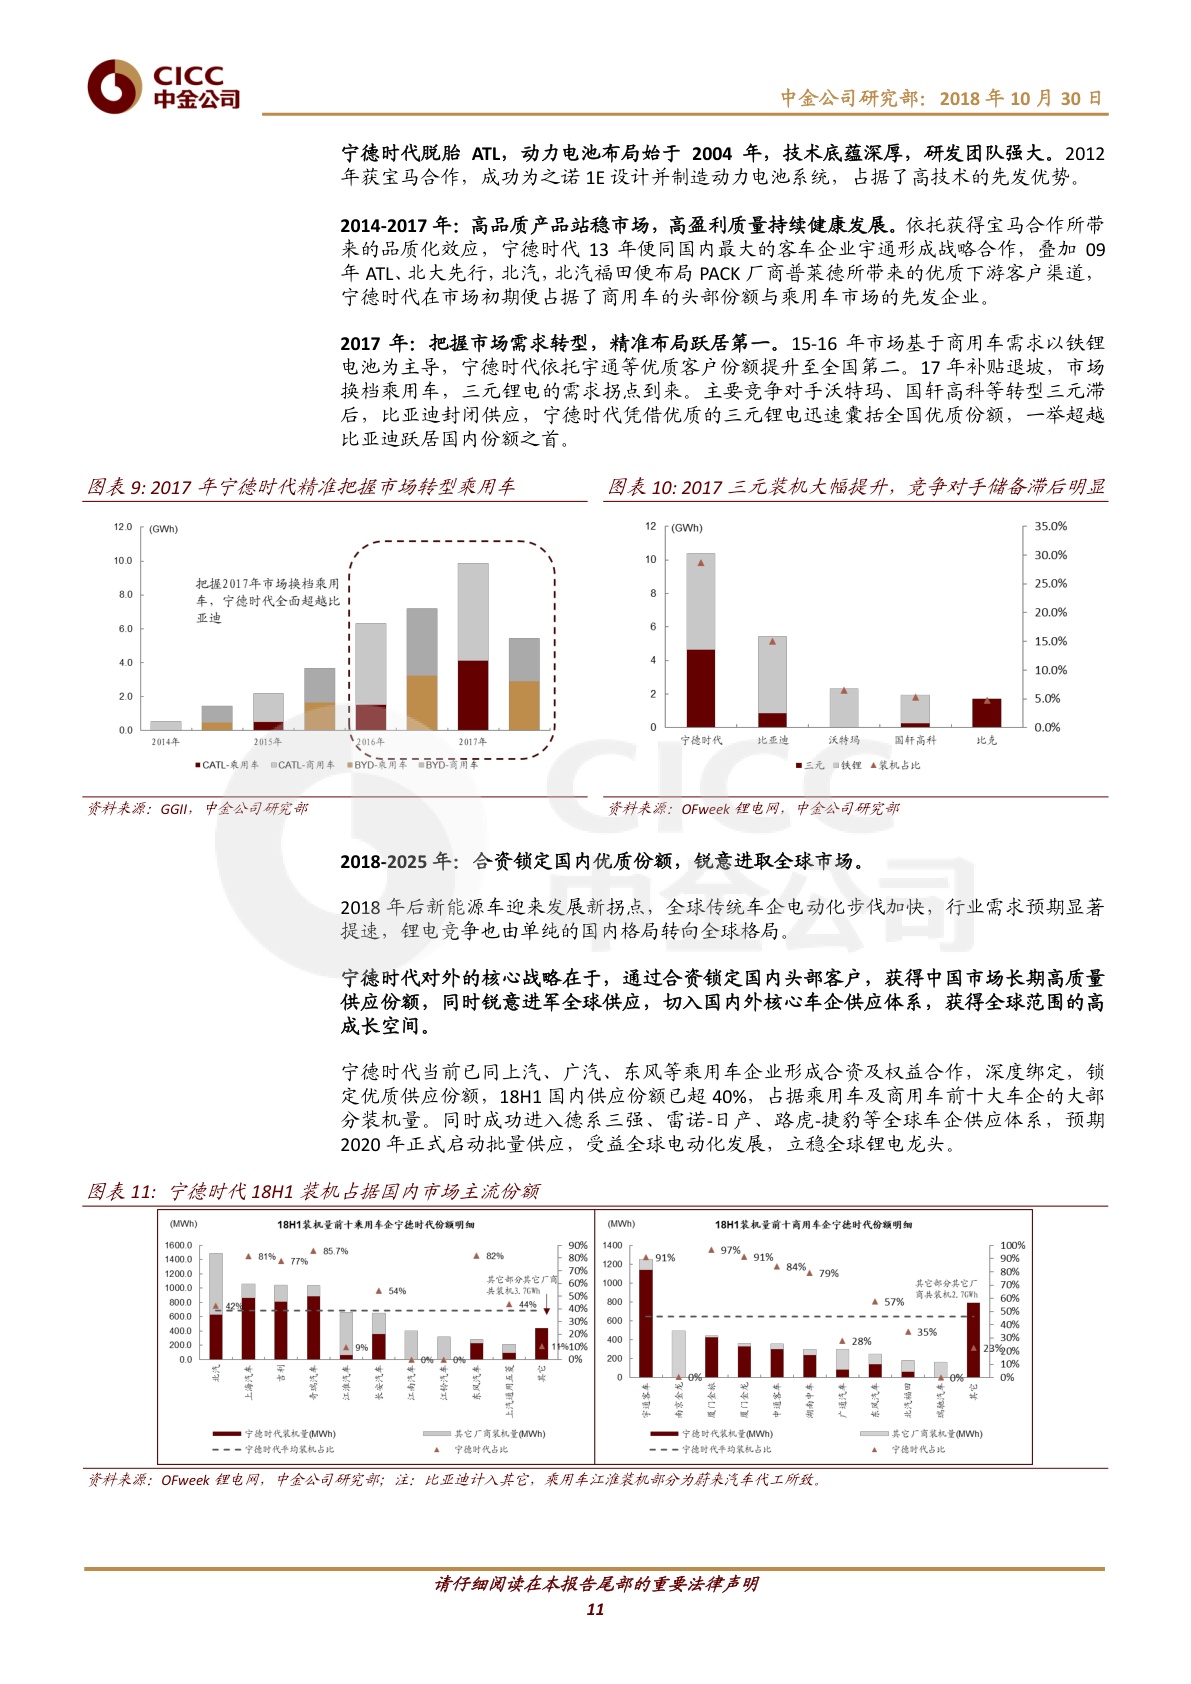 CICC
中金公司
中金公司研究部：2018 年 10 月 30 日
宁德时代脱胎 ATL，动力电池布局始于 2004 年，技术底蕴深厚，研发团队强大。2012
年获宝马合作，成功为之诺 1E 设计并制造动力电池系统，占据了高技术的先发优势。
2014-2017 年：高品质产品站稳市场，高盈利质量持续健康发展。依托获得宝马合作所带
来的品质化效应，宁德时代 13 年便同国内最大的客车企业宇通形成战略合作，叠加 09
年 ATL、北大先行，北汽，北汽福田便布局 PACK 厂商普莱德所带来的优质下游客户渠道，
宁德时代在市场初期便占据了商用车的头部份额与乘用车市场的先发企业。
2017 年：把握市场需求转型，精准布局跃居第一。15-16 年市场基于商用车需求以铁锂
电池为主导，宁德时代依托宇通等优质客户份额提升至全国第二。17 年补贴退坡，市场
换档乘用车，三元锂电的需求拐点到来。主要竞争对手沃特玛、国轩高科等转型三元滞
后，比亚迪封闭供应，宁德时代凭借优质的三元锂电迅速囊括全国优质份额，一举超越
比亚迪跃居国内份额之首。
图表 9: 2017 年宁德时代精准把握市场转型乘用车
12.0
(GWh)
10.0
8.0
6.0
4.0
2.0
0.0
把握2017年市场换档乘用
车，宁德时代全面超越比
亚迪
2014年 2015年 2016年 2017年
CATL-乘用车 CATL-商用车 BYD-乘用车 BYD-商用车
资料来源：GGII，中金公司研究部
图表 10: 2017 三元装机大幅提升，竞争对手储备滞后明显
12
(GWh)
10
8
6
4
2
0
35.0%
30.0%
25.0%
20.0%
15.0%
10.0%
5.0%
0.0%
宁德时代 比亚迪 沃特玛 国轩高科 比克
三元 铁锂 装机占比
资料来源：OFweek 锂电网，中金公司研究部
2018-2025 年：合资锁定国内优质份额，锐意进取全球市场。
2018 年后新能源车迎来发展新拐点，全球传统车企电动化步伐加快，行业需求预期显著
提速，锂电竞争也由单纯的国内格局转向全球格局。
宁德时代对外的核心战略在于，通过合资锁定国内头部客户，获得中国市场长期高质量
供应份额，同时锐意进军全球供应，切入国内外核心车企供应体系，获得全球范围的高
成长空间。
宁德时代当前已同上汽、广汽、东风等乘用车企业形成合资及权益合作，深度绑定，锁
定优质供应份额，18H1 国内供应份额已超 40%，占据乘用车及商用车前十大车企的大部
分装机量。同时成功进入德系三强、雷诺-日产、路虎-捷豹等全球车企供应体系，预期
2020 年正式启动批量供应，受益全球电动化发展，立稳全球锂电龙头。
图表 11: 宁德时代 18H1 装机占据国内市场主流份额
(MWh)
18H1装机量前十乘用车企宁德时代份额明细
1600.0
1400.0
1200.0
1000.0
800.0
600.0
400.0
200.0
0.0
90%
80%
70%
60%
50%
40%
30%
20%
10%
0%
42% 81% 77% 85.7% 9% 54% 0% 0% 82% 44% 11%
其它部分其它厂商
共装机3.7GWh
北汽 上海汽车 吉利 奇瑞汽车 江淮汽车 长安汽车 江南汽车 江铃汽车 东风汽车 上汽通用五菱 其它
宁德时代装机量(MWh) 其它厂商装机量(MWh)
宁德时代平均装机占比 宁德时代占比
(MWh)
18H1装机量前十商用车企宁德时代份额明细
1400
1200
1000
800
600
400
200
0
100%
90%
80%
70%
60%
50%
40%
30%
20%
10%
0%
91% 0% 97% 91% 84% 79% 28% 57% 35% 0% 23%
其它部分其它厂
商共装机2.7GWh
宇通客车 南京金龙 厦门金旅 厦门金龙 中通客车 湖南中车 广通汽车 东风汽车 北汽福田 瑞驰汽车 其它
宁德时代装机量(MWh) 其它厂商装机量(MWh)
宁德时代平均装机占比 宁德时代占比
资料来源：OFweek 锂电网，中金公司研究部；注：比亚迪计入其它，乘用车江淮装机部分为蔚来汽车代工所致。
请仔细阅读在本报告尾部的重要法律声明
11